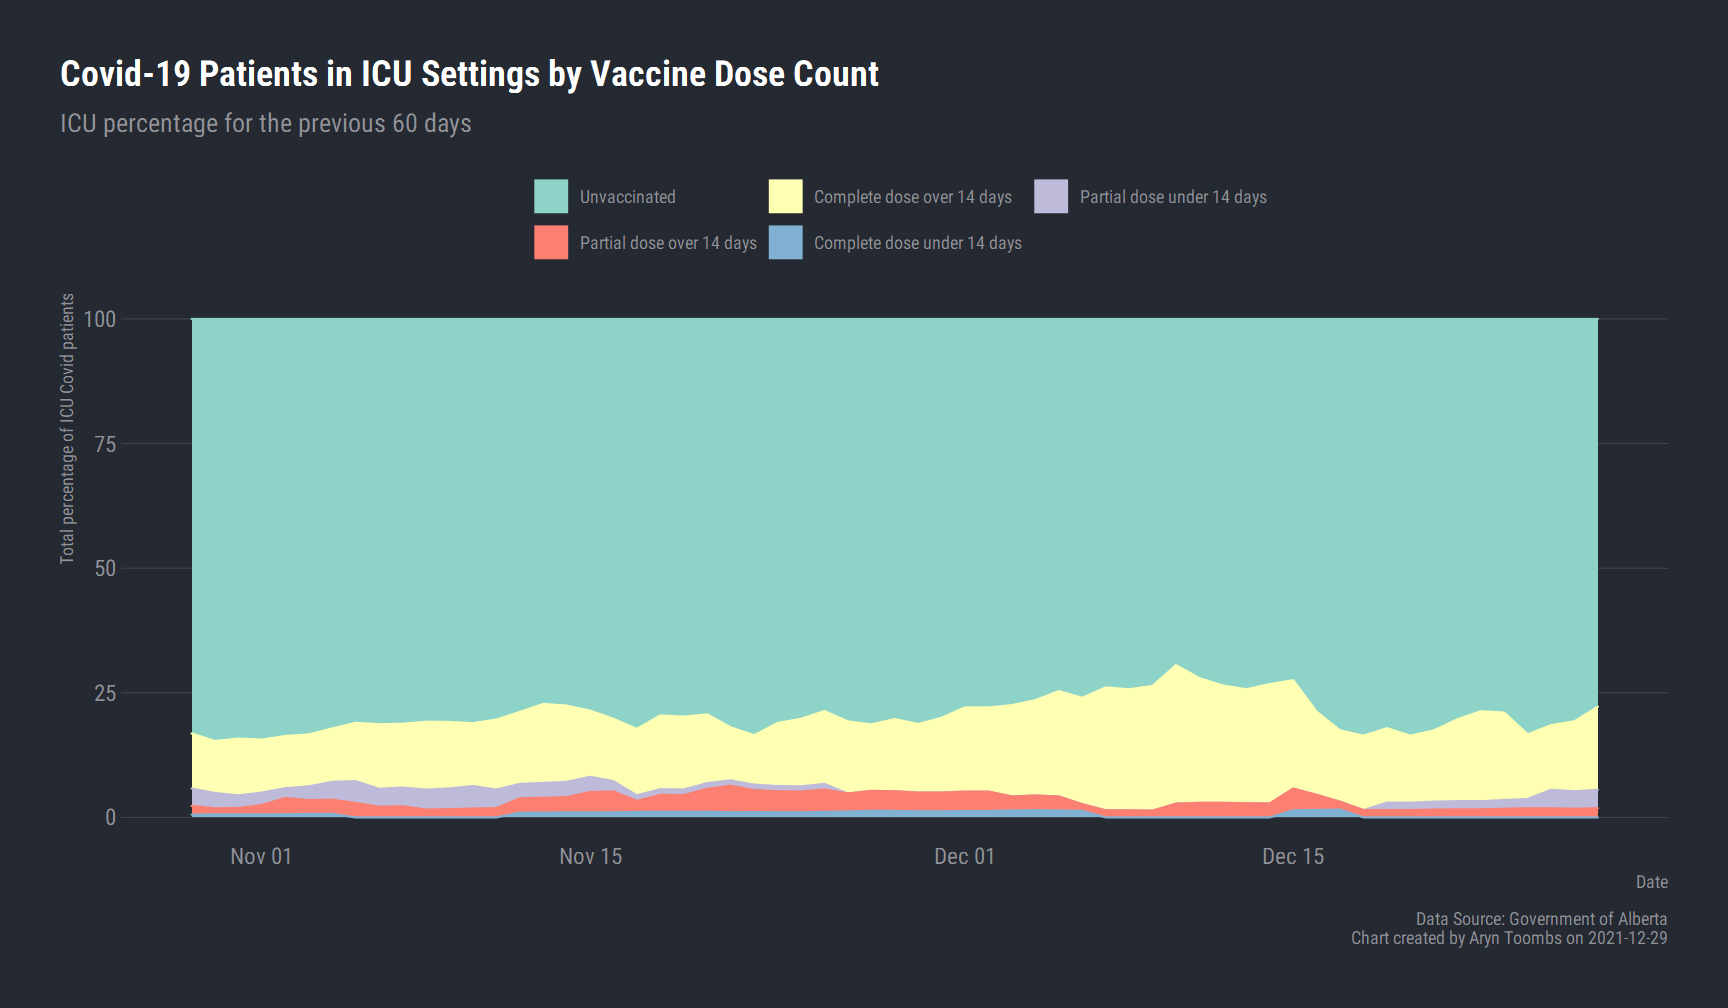 Covid-19 Patients in ICU Settings by Vaccine Dose Count
ICU percentage for the previous 60 days
Unvaccinated
Complete dose over 14 days
Partial dose under 14 days
Partial dose over 14 days
Complete dose under 14 days
Total percentage of ICU Covid patients
100
75
50
25
0
Nov 01
Nov 15
Dec 01
Dec 15
Date
Data Source: Government of Alberta
Chart created by Aryn Toombs on 2021-12-29